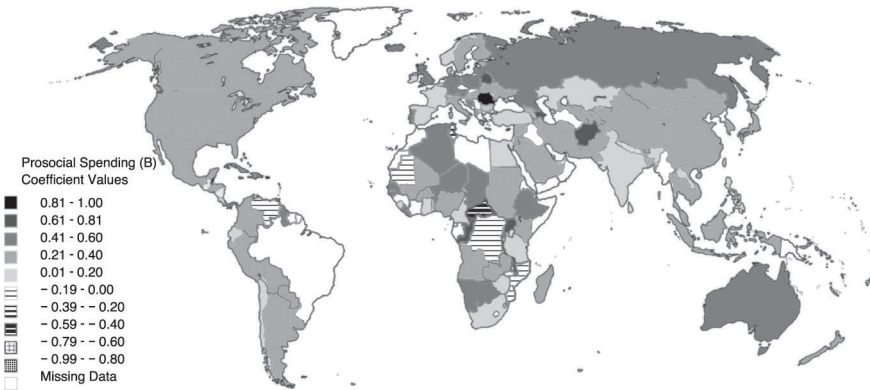 Prosocial Spending (B)
Coefficient Values
0.81 - 1.00
0.61 - 0.81
0.41 - 0.60
0.21 - 0.40
0.01 - 0.20
– 0.19 - 0.00
– 0.39 - – 0.20
– 0.59 - – 0.40
– 0.79 - – 0.60
– 0.99 - – 0.80
Missing Data